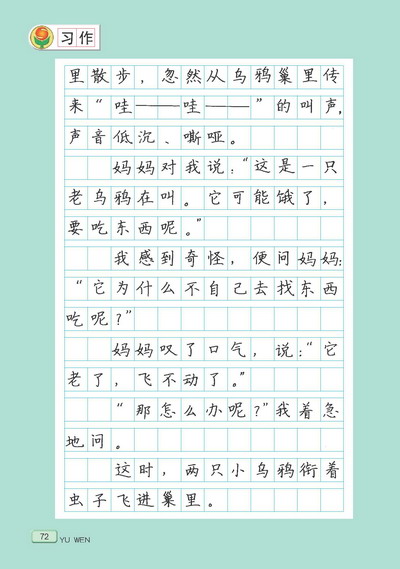 习作
里散步，忽然从乌鸦巢里传
来“哇——哇——”的叫声，
声音低沉、嘶哑。
妈妈对我说：“这是一只
老乌鸦在叫。它可能饿了，
要吃东西呢。”
我感到奇怪，便问妈妈：
“它为什么不自己去找东西
吃呢？”
妈妈叹了口气，说：“它
老了，飞不动了。”
“那怎么办呢？”我着急
地问。
这时，两只小乌鸦衔着
虫子飞进巢里。
72 YU WEN